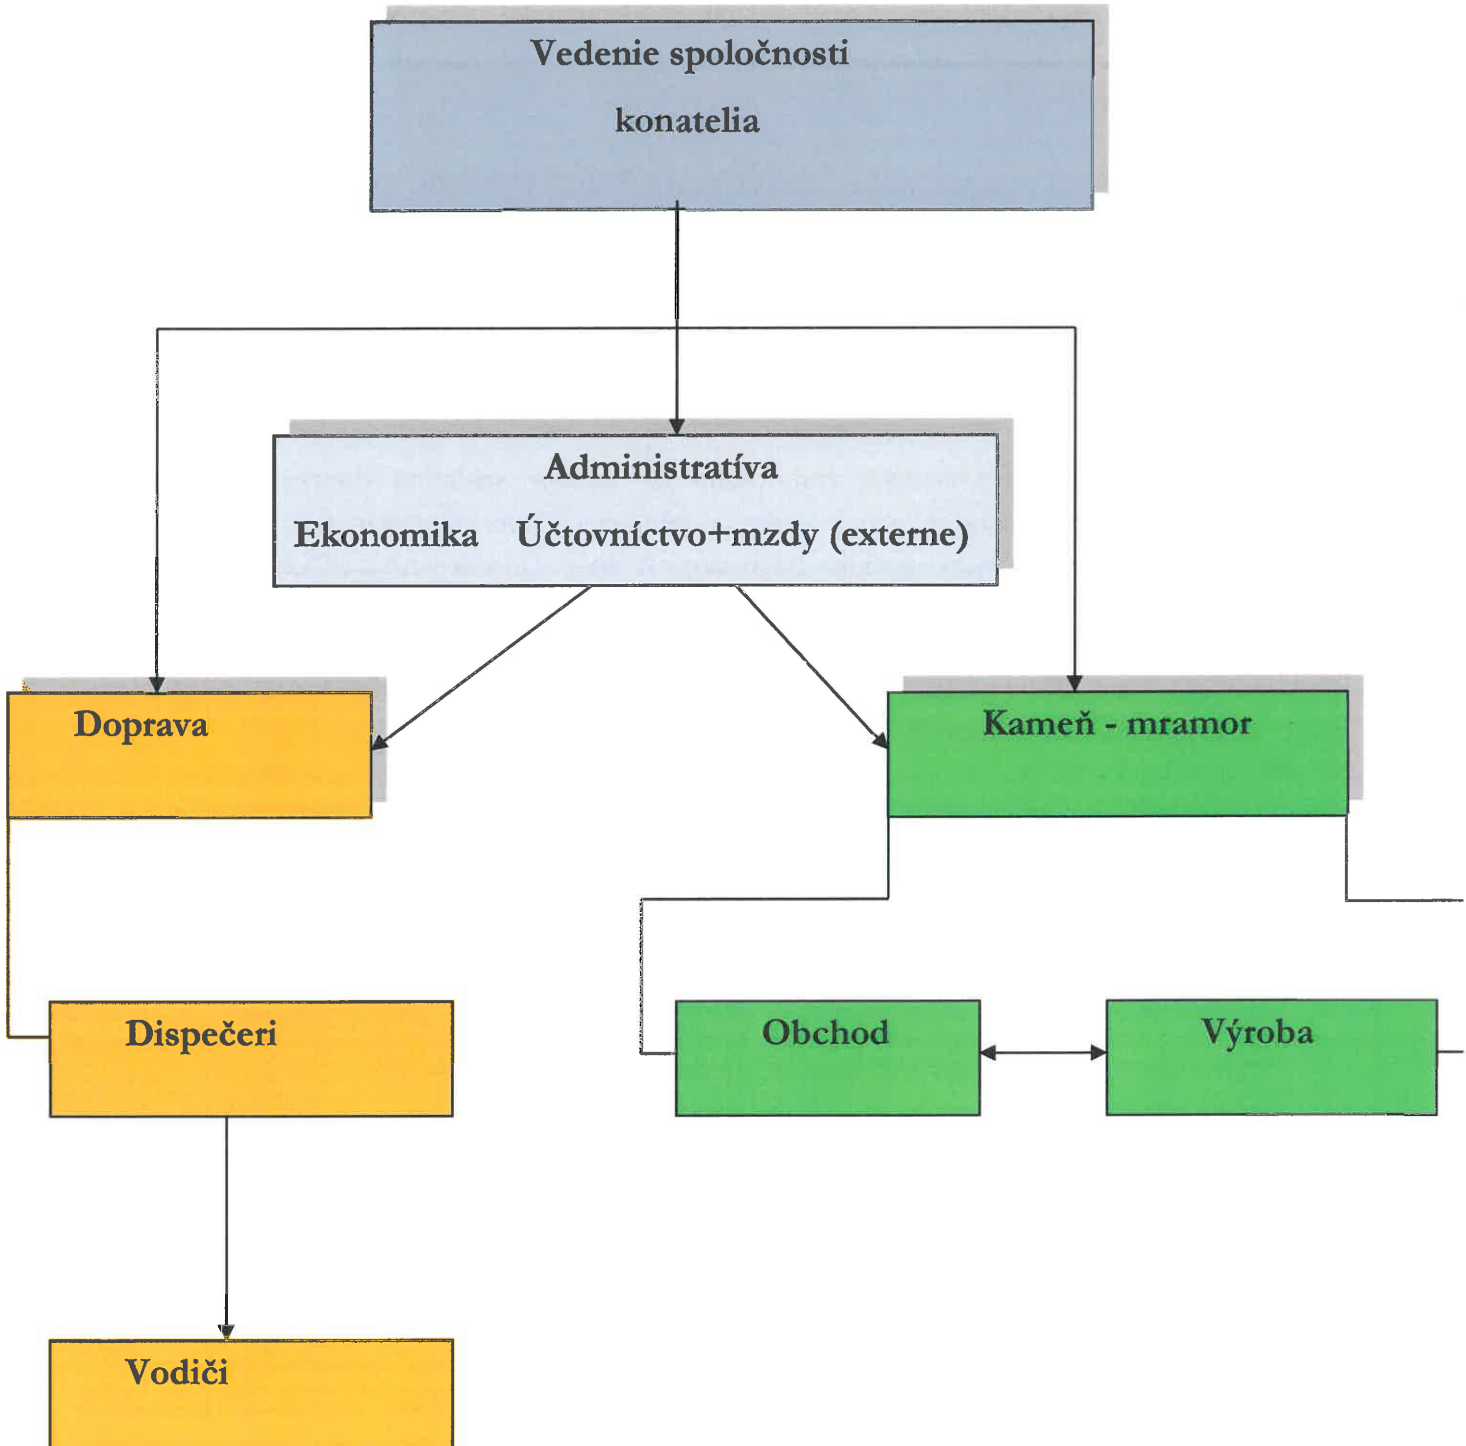 Vedenie spoločnosti
konatelia
Administratíva
Ekonomika Účtovníctvo+mzdy (externe)
Doprava
Kameň - mramor
Dispečeri
Obchod
Výroba
Vodiči